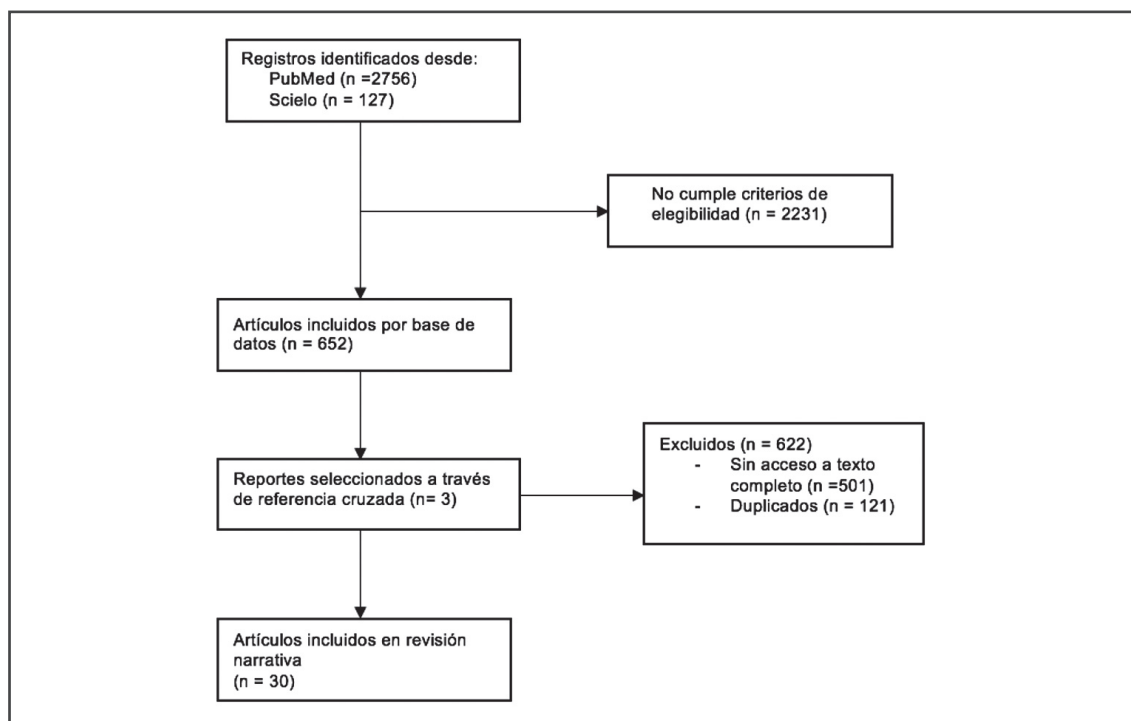 Registros identificados desde:
PubMed (n =2756)
Scielo (n = 127)
No cumple criterios de
elegibilidad (n = 2231)
Artículos incluidos por base de
datos (n = 652)
Reportes seleccionados a través
de referencia cruzada (n= 3)
Excluidos (n = 622)
- Sin acceso a texto
completo (n =501)
- Duplicados (n = 121)
Artículos incluidos en revisión
narrativa
(n = 30)